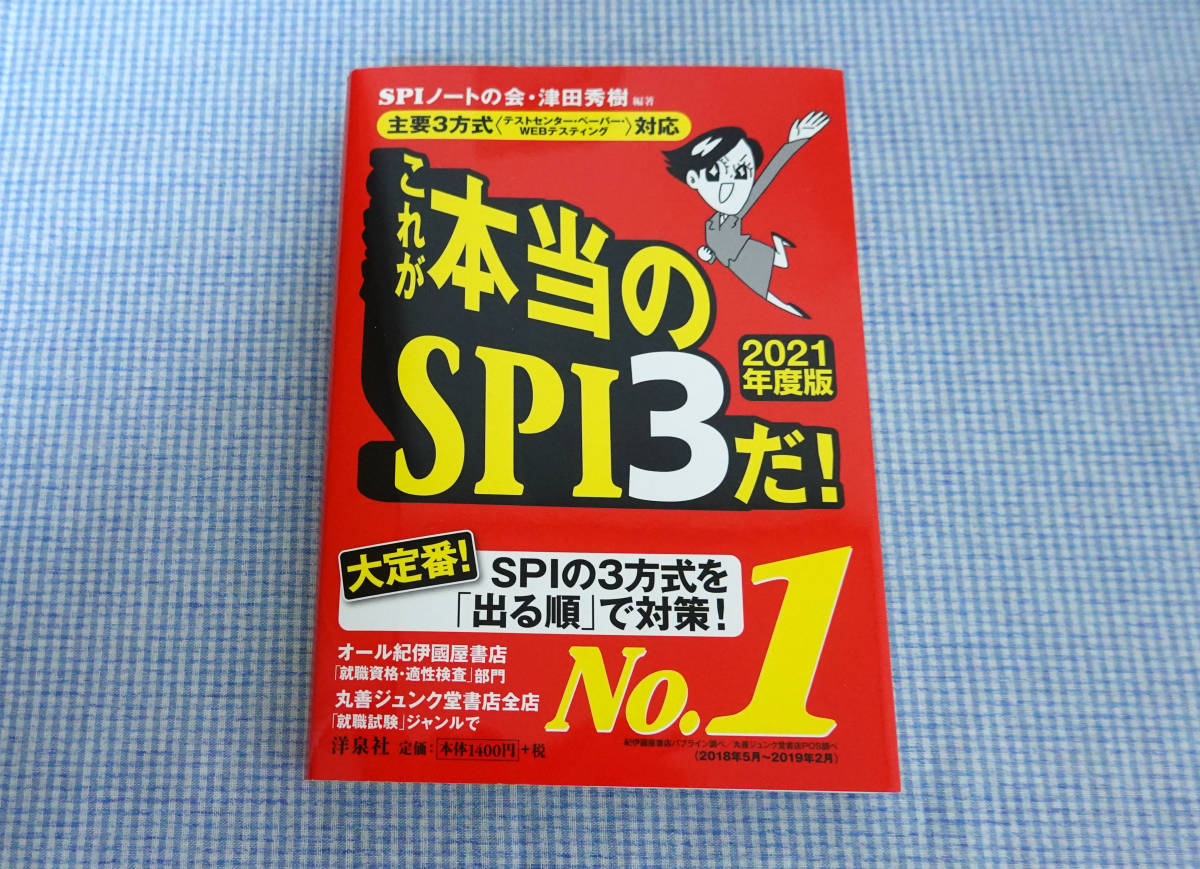 SPIノートの会・津田秀樹 編著
主要3方式〈テストセンター・ペーパー・WEBテスティング〉対応
これが
本当の
SPI3だ!
2021
年度版
大定番!
SPIの3方式を
「出る順」で対策!
オール紀伊國屋書店
「就職資格・適性検査」部門
丸善ジュンク堂書店全店
「就職試験」ジャンルで
No.1
洋泉社 定価:本体1400円+税
紀伊國屋書店パブライン調べ/丸善ジュンク堂書店POS調べ
(2018年5月~2019年2月)